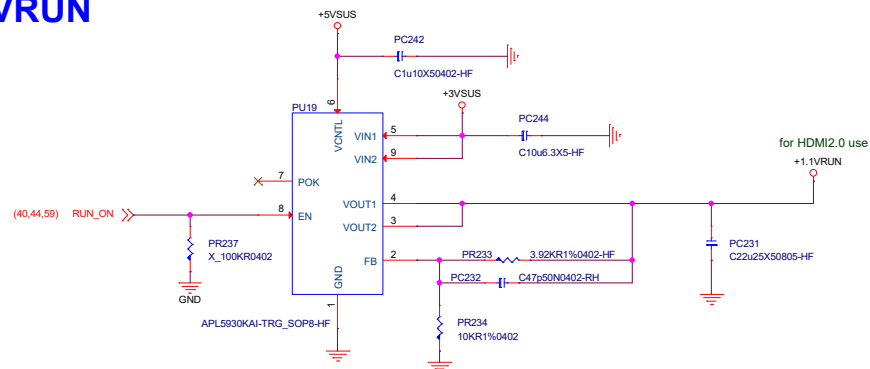 VRUN
+5VSUS
PC242
C1u10X50402-HF
+3VSUS
PU19
6
VCNTL
PC244
C10u6.3X5-HF
VIN1
5
VIN2
9
for HDMI2.0 use
+1.1VRUN
7
POK
VOUT1
4
(40,44,59) RUN_ON
8
EN
VOUT2
3
PR237
X_100KR0402
GND
FB
2
PR233
3.92KR1%0402-HF
PC231
C22u25X50805-HF
PC232
C47p50N0402-RH
GND
1
APL5930KAI-TRG_SOP8-HF
PR234
10KR1%0402